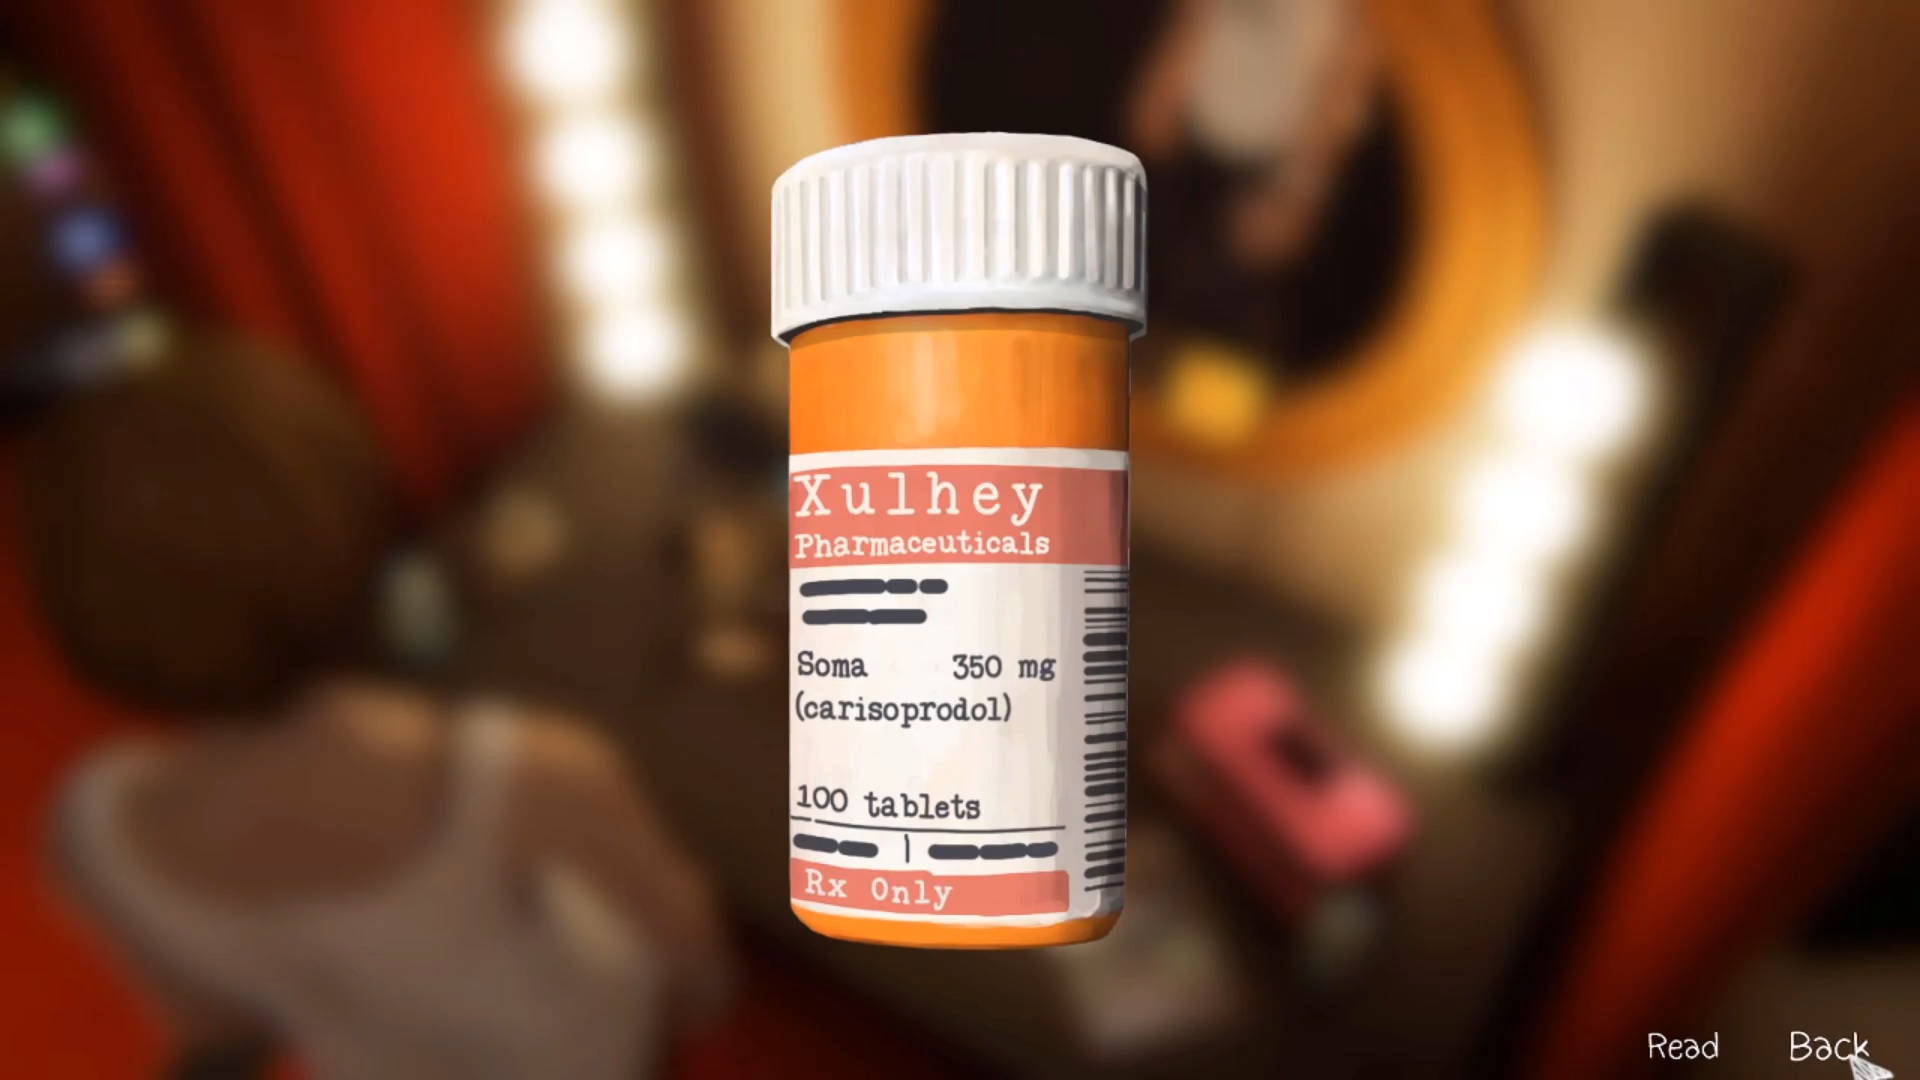 Xulhey
Pharmaceuticals
Soma 350 mg
(carisoprodol)
100 tablets
Rx Only
Read Back